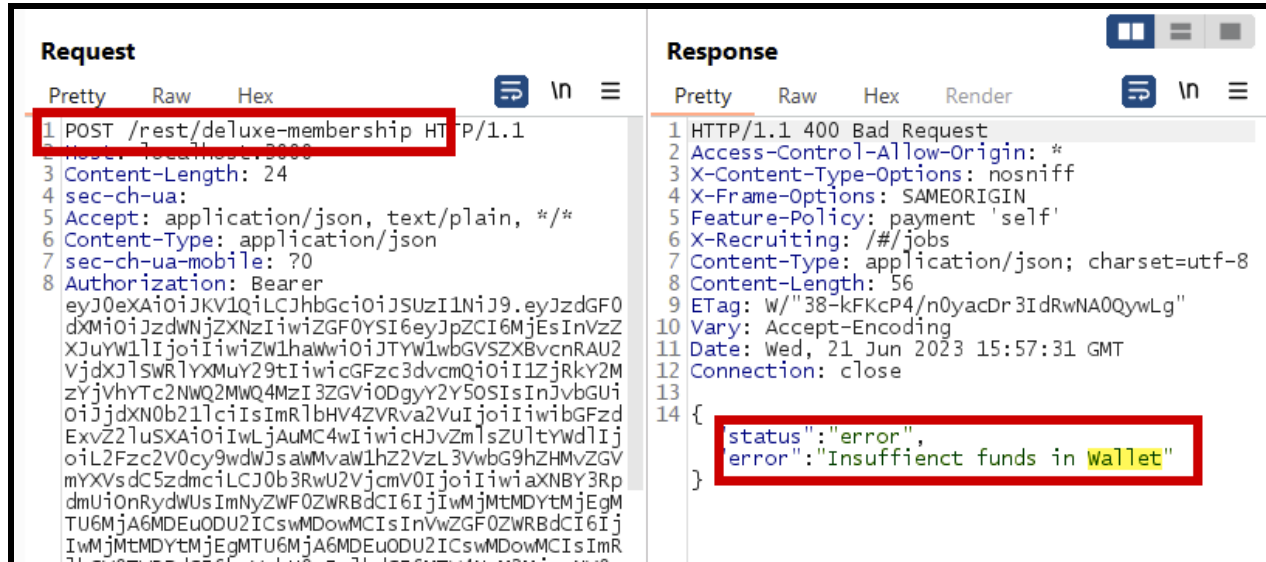 Request
Pretty Raw Hex
\n
1 POST /rest/deluxe-membership HTTP/1.1
2 Host: localhost:3000
3 Content-Length: 24
4 sec-ch-ua:
5 Accept: application/json, text/plain, */*
6 Content-Type: application/json
7 sec-ch-ua-mobile: ?0
8 Authorization: Bearer
eyJ0eXAiOiJKV1QiLCJhbGciOiJSUzI1NiJ9.eyJzdGF0
dXMiOiJzdWNjZXNzIiwiZGF0YSI6eyJpZCI6MjEsInVzZ
XJuYW1lIjoiIiwiZW1haWwiOiJTYW1wbGVSZXBvcnRAU2
VjdXJlSWRlYXMuY29tIiwicGFzc3dvcmQiOiI1ZjRkY2M
zYjVhYTc2NWQ2MWQ4MzI3ZGViODgyY2Y5OSIsInJvbGUi
OiJjdXN0b21lciIsImRlbHV4ZVRva2VuIjoiIiwibGFzd
ExvZ2luSXAiOiIwLjAuMC4wIiwicHJvZmlsZUltYWdlIj
oiL2Fzc2V0cy9wdWJsaWMvaW1hZ2VzL3VwbG9hZHMvZGV
mYXVsdC5zdmciLCJ0b3RwU2VjcmV0IjoiIiwiaXNBY3Rp
dmUiOnRydWUsImNyZWF0ZWRBdCI6IjIwMjMtMDYtMjEgM
TU6MjA6MDEuODU2ICswMDowMCIsInVwZGF0ZWRBdCI6Ij
IwMjMtMDYtMjEgMTU6MjA6MDEuODU2ICswMDowMCIsImR
Response
Pretty Raw Hex Render
\n
1 HTTP/1.1 400 Bad Request
2 Access-Control-Allow-Origin: *
3 X-Content-Type-Options: nosniff
4 X-Frame-Options: SAMEORIGIN
5 Feature-Policy: payment 'self'
6 X-Recruiting: /#/jobs
7 Content-Type: application/json; charset=utf-8
8 Content-Length: 56
9 ETag: W/"38-kFKcP4/n0yacDr3IdRwNA0QywLg"
10 Vary: Accept-Encoding
11 Date: Wed, 21 Jun 2023 15:57:31 GMT
12 Connection: close
13
14 {
"status":"error",
"error":"Insuffienct funds in Wallet"
}